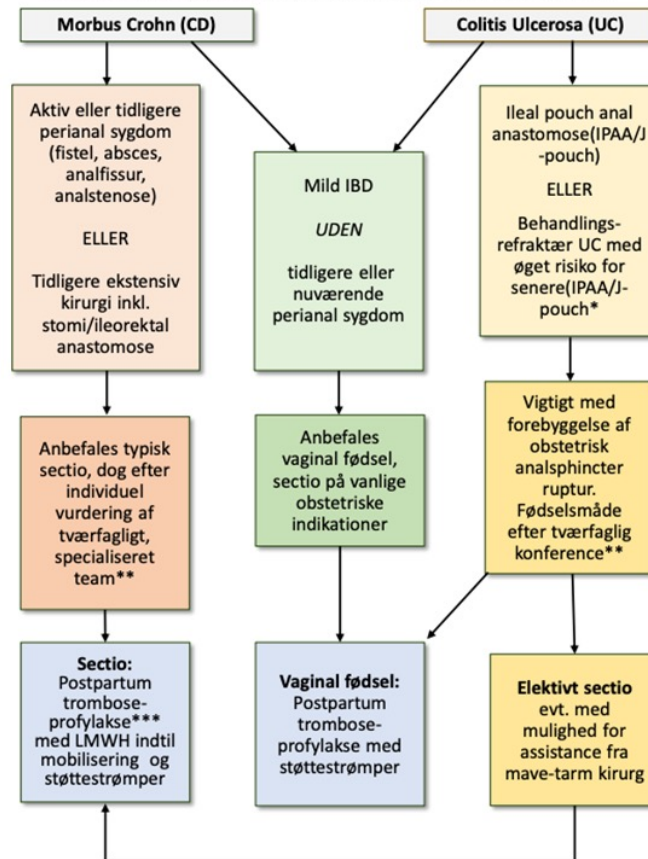 Morbus Crohn (CD)
Colitis Ulcerosa (UC)
Aktiv eller tidligere
perianal sygdom
(fistel, absces,
analfissur,
analstenose)
ELLER
Tidligere ekstensiv
kirurgi inkl.
stomi/ileorektal
anastomose
Mild IBD
UDEN
tidligere eller
nuværende
perianal sygdom
Ileal pouch anal
anastomose(IPAA/J
-pouch)
ELLER
Behandlings-
refraktær UC med
øget risiko for
senere(IPAA/J-
pouch*
Anbefales typisk
sectio, dog efter
individuel
vurdering af
tværfagligt,
specialiseret
team**
Anbefales
vaginal fødsel,
sectio på vanlige
obstetriske
indikationer
Vigtigt med
forebyggelse af
obstetrisk
analsphincter
ruptur.
Fødselsmåde
efter tværfaglig
konference**
Sectio:
Postpartum
trombose-
profylakse***
med LMWH indtil
mobilisering og
støttestrømper
Vaginal fødsel:
Postpartum
trombose-
profylakse med
støttestrømper
Elektivt sectio
evt. med
mulighed for
assistance fra
mave-tarm kirurg